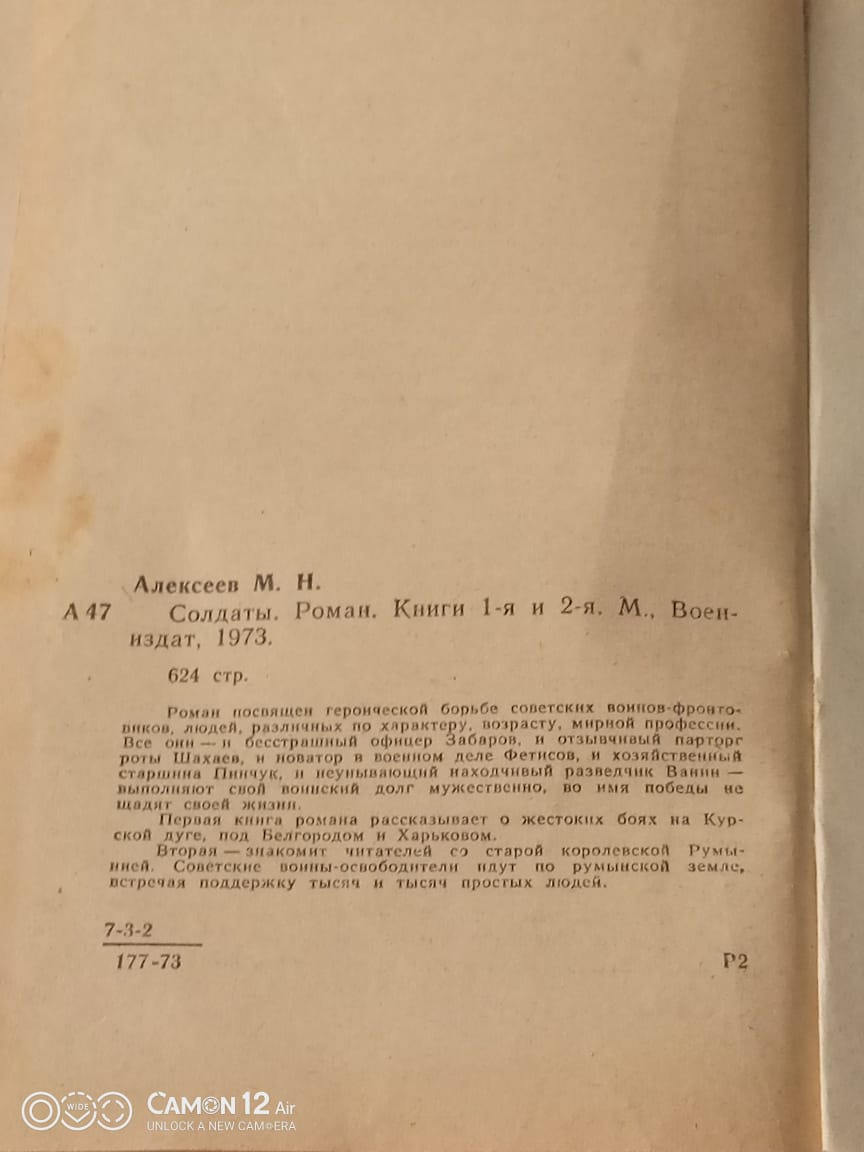 Алексеев М. Н.
А 47 Солдаты. Роман. Книги 1-я и 2-я. М., Воен-
издат, 1973.
624 стр.
Роман посвящен героической борьбе советских воинов-фронто-
виков, людей, различных по характеру, возрасту, мирной профессии.
Все они — и бесстрашный офицер Забаров, и отзывчивый парторг
роты Шахаев, и новатор в военном деле Фетисов, и хозяйственный
старшина Пинчук, и неунывающий находчивый разведчик Ванин —
выполняют свой воинский долг мужественно, во имя победы не
щадят своей жизни.
Первая книга романа рассказывает о жестоких боях на Кур-
ской дуге, под Белгородом и Харьковом.
Вторая — знакомит читателей со старой королевской Румы-
нией. Советские воины-освободители идут по румынской земле,
встречая поддержку тысяч и тысяч простых людей.
7-3-2
177-73 Р2
WIDE
CAMON 12 Air
UNLOCK A NEW CAMERA